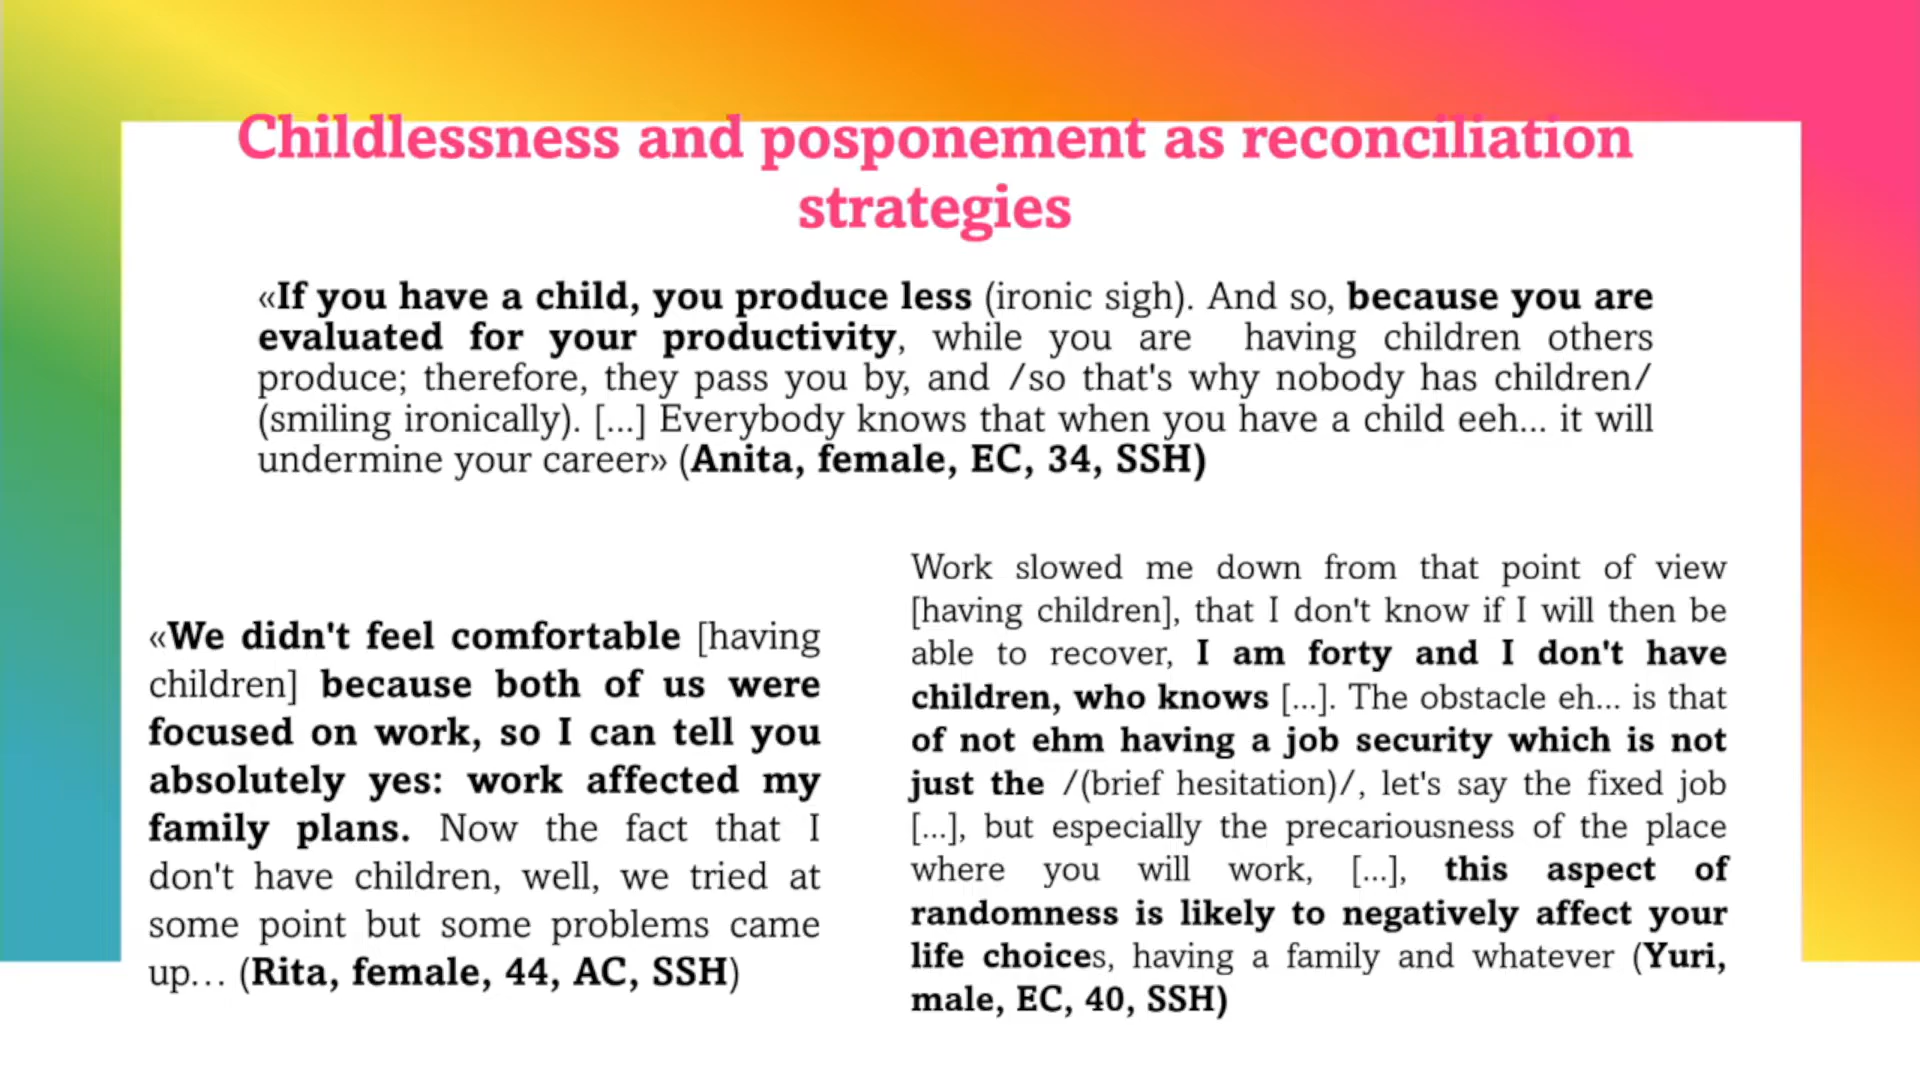 Childlessness and posponement as reconciliation
strategies
«If you have a child, you produce less (ironic sigh). And so, because you are
evaluated for your productivity, while you are having children others
produce; therefore, they pass you by, and /so that's why nobody has children/
(smiling ironically). [...] Everybody knows that when you have a child eeh... it will
undermine your career» (Anita, female, EC, 34, SSH)
«We didn't feel comfortable [having
children] because both of us were
focused on work, so I can tell you
absolutely yes: work affected my
family plans. Now the fact that I
don't have children, well, we tried at
some point but some problems came
up… (Rita, female, 44, AC, SSH)
Work slowed me down from that point of view
[having children], that I don't know if I will then be
able to recover, I am forty and I don't have
children, who knows [...]. The obstacle eh... is that
of not ehm having a job security which is not
just the /(brief hesitation)/, let's say the fixed job
[...], but especially the precariousness of the place
where you will work, [...], this aspect of
randomness is likely to negatively affect your
life choices, having a family and whatever (Yuri,
male, EC, 40, SSH)